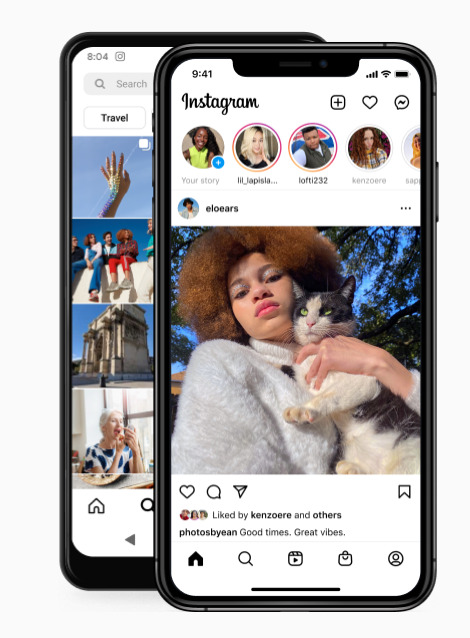 8:04
Search
Travel
9:41
Instagram
Your story
lil_lapisla...
lofti232
kenzoere
sapp
eloears
Liked by kenzoere and others
photosbyean Good times. Great vibes.